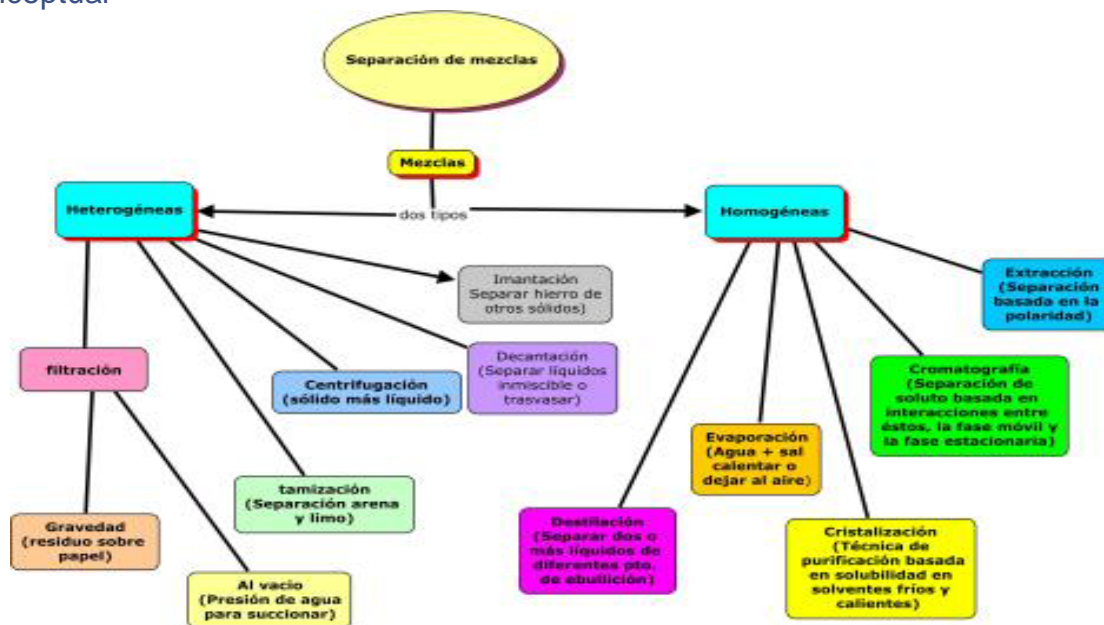 Separación de mezclas
Mezclas
dos tipos
Heterogéneas
Homogéneas
Imantación
Separar hierro de
otros sólidos)
Extracción
(Separación
basada en la
polaridad)
filtración
Centrifugación
(sólido más líquido)
Decantación
(Separar líquidos
inmiscible o
trasvasar)
Cromatografía
(Separación de
soluto basada en
interacciones entre
éstos, la fase móvil y
la fase estacionaria)
Evaporación
(Agua + sal
calentar o
dejar al aire)
tamización
(Separación arena
y limo)
Gravedad
(residuo sobre
papel)
Al vacio
(Presión de agua
para succionar)
Destilación
(Separar dos o
más líquidos de
diferentes pto.
de ebullición)
Cristalización
(Técnica de
purificación basada
en solubilidad en
solventes fríos y
calientes)